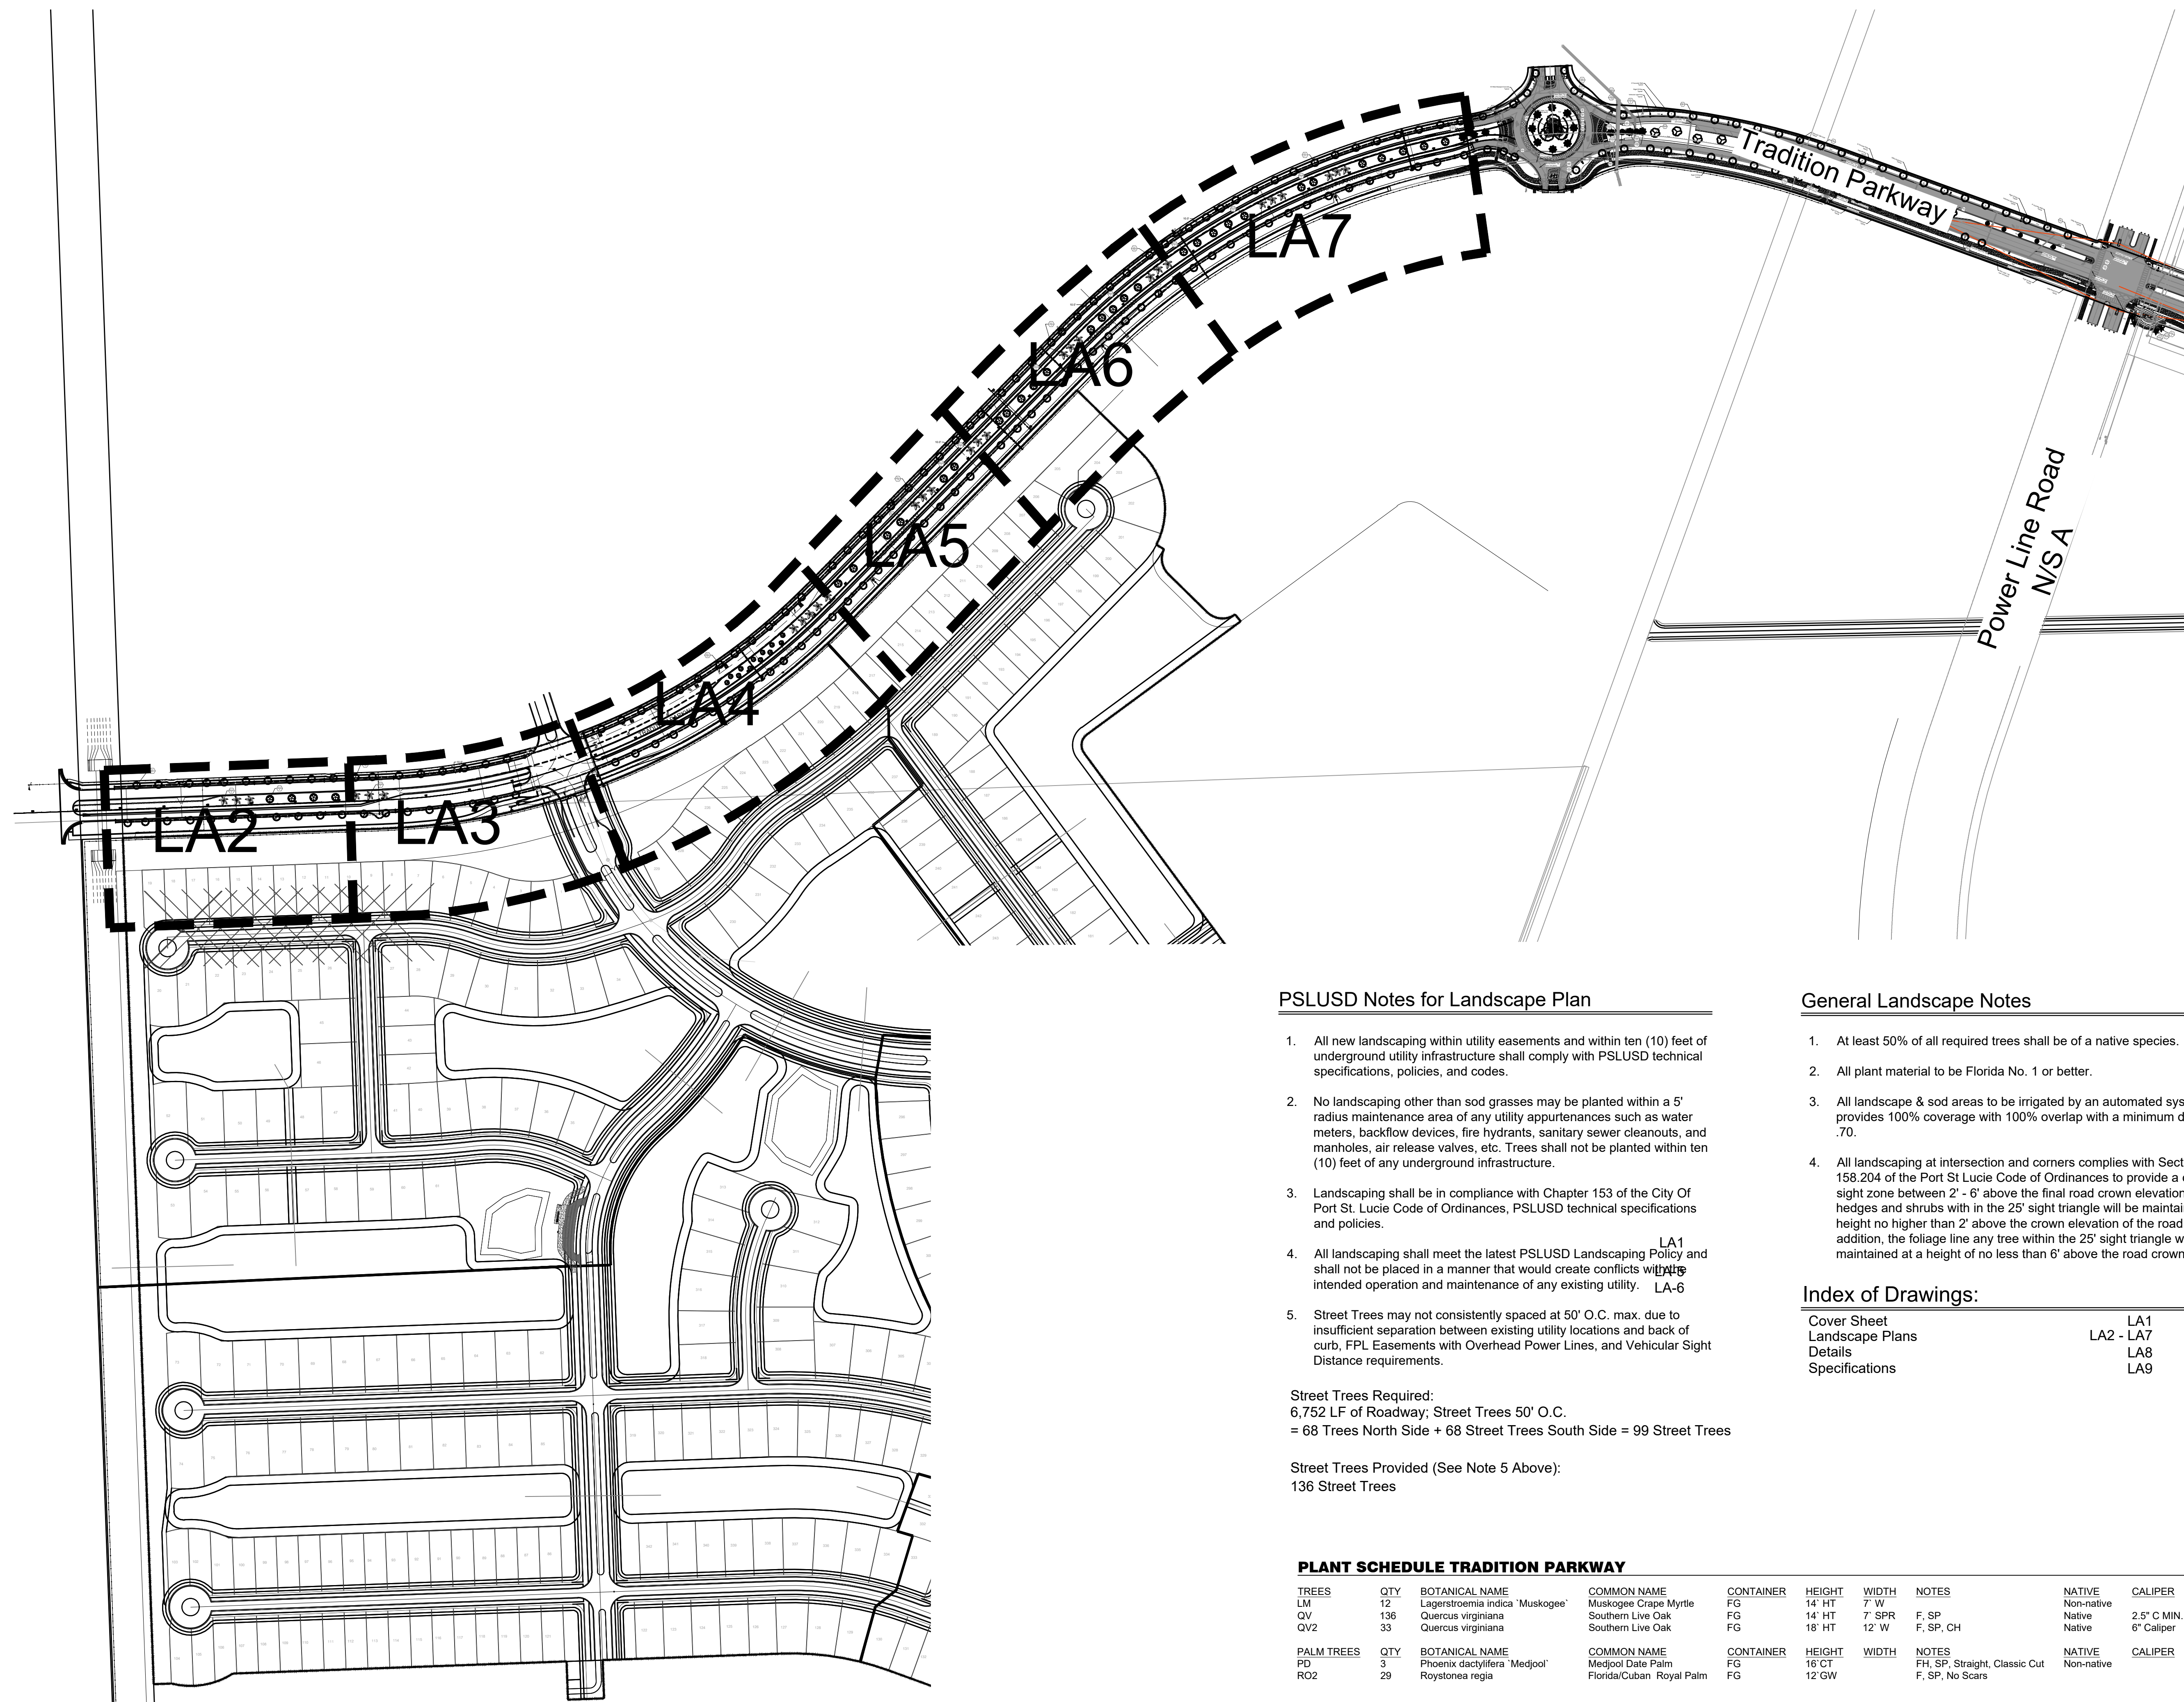 Tradition Parkway
LA7
LA6
LA5
LA4
LA3
LA2
Power Line Road
N/S A
PSLUSD Notes for Landscape Plan
1. All new landscaping within utility easements and within ten (10) feet of
underground utility infrastructure shall comply with PSLUSD technical
specifications, policies, and codes.
2. No landscaping other than sod grasses may be planted within a 5'
radius maintenance area of any utility appurtenances such as water
meters, backflow devices, fire hydrants, sanitary sewer cleanouts, and
manholes, air release valves, etc. Trees shall not be planted within ten
(10) feet of any underground infrastructure.
3. Landscaping shall be in compliance with Chapter 153 of the City Of
Port St. Lucie Code of Ordinances, PSLUSD technical specifications
and policies.
LA1
4. All landscaping shall meet the latest PSLUSD Landscaping Policy and
shall not be placed in a manner that would create conflicts with the
LA-5
intended operation and maintenance of any existing utility.
LA-6
5. Street Trees may not consistently spaced at 50' O.C. max. due to
insufficient separation between existing utility locations and back of
curb, FPL Easements with Overhead Power Lines, and Vehicular Sight
Distance requirements.
Street Trees Required:
6,752 LF of Roadway; Street Trees 50' O.C.
= 68 Trees North Side + 68 Street Trees South Side = 99 Street Trees
Street Trees Provided (See Note 5 Above):
136 Street Trees
General Landscape Notes
1. At least 50% of all required trees shall be of a native species.
2. All plant material to be Florida No. 1 or better.
3. All landscape & sod areas to be irrigated by an automated sys
provides 100% coverage with 100% overlap with a minimum d
.70.
4. All landscaping at intersection and corners complies with Sect
158.204 of the Port St Lucie Code of Ordinances to provide a
sight zone between 2' - 6' above the final road crown elevation
hedges and shrubs with in the 25' sight triangle will be maintai
height no higher than 2' above the crown elevation of the road
addition, the foliage line any tree within the 25' sight triangle w
maintained at a height of no less than 6' above the road crown
Index of Drawings:
Cover Sheet LA1
Landscape Plans LA2 - LA7
Details LA8
Specifications LA9
PLANT SCHEDULE TRADITION PARKWAY
TREES QTY BOTANICAL NAME COMMON NAME CONTAINER HEIGHT WIDTH NOTES NATIVE CALIPER
LM 12 Lagerstroemia indica `Muskogee` Muskogee Crape Myrtle FG 14` HT 7` W Non-native
QV 136 Quercus virginiana Southern Live Oak FG 14` HT 7` SPR F, SP Native 2.5" C MIN.
QV2 33 Quercus virginiana Southern Live Oak FG 18` HT 12` W F, SP, CH Native 6" Caliper
PALM TREES QTY BOTANICAL NAME COMMON NAME CONTAINER HEIGHT WIDTH NOTES NATIVE CALIPER
PD 3 Phoenix dactylifera `Medjool` Medjool Date Palm FG 16`CT FH, SP, Straight, Classic Cut Non-native
RO2 29 Roystonea regia Florida/Cuban Royal Palm FG 12`GW F, SP, No Scars